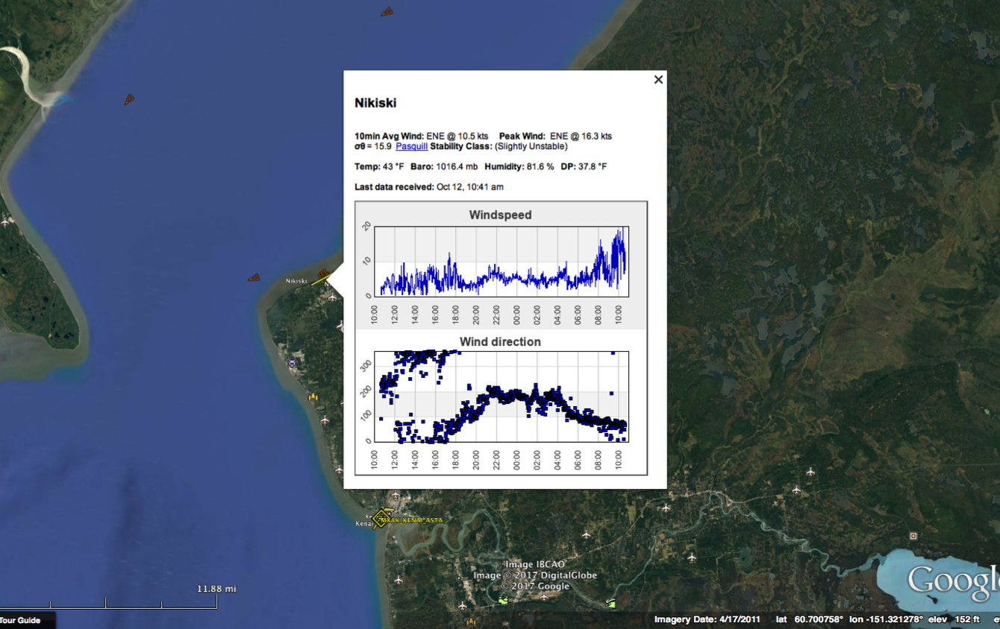 Nikiski
10min Avg Wind: ENE @ 10.5 kts Peak Wind: ENE @ 16.3 kts
σθ = 15.9 Pasquill Stability Class: (Slightly Unstable)
Temp: 43 °F Baro: 1016.4 mb Humidity: 81.6 % DP: 37.8 °F
Last data received: Oct 12, 10:41 am
Windspeed
20
10
0
10:00 12:00 14:00 16:00 18:00 20:00 22:00 00:00 02:00 04:00 06:00 08:00 10:00
Wind direction
300
200
100
0
10:00 12:00 14:00 16:00 18:00 20:00 22:00 00:00 02:00 04:00 06:00 08:00 10:00
Nikiski
Kenai
MXAK_KENAI_ASTA
Image IBCAO
Image © 2017 DigitalGlobe
© 2017 Google
Google
11.88 mi
Tour Guide
Imagery Date: 4/17/2011 lat 60.700758° lon -151.321278° elev 152 ft